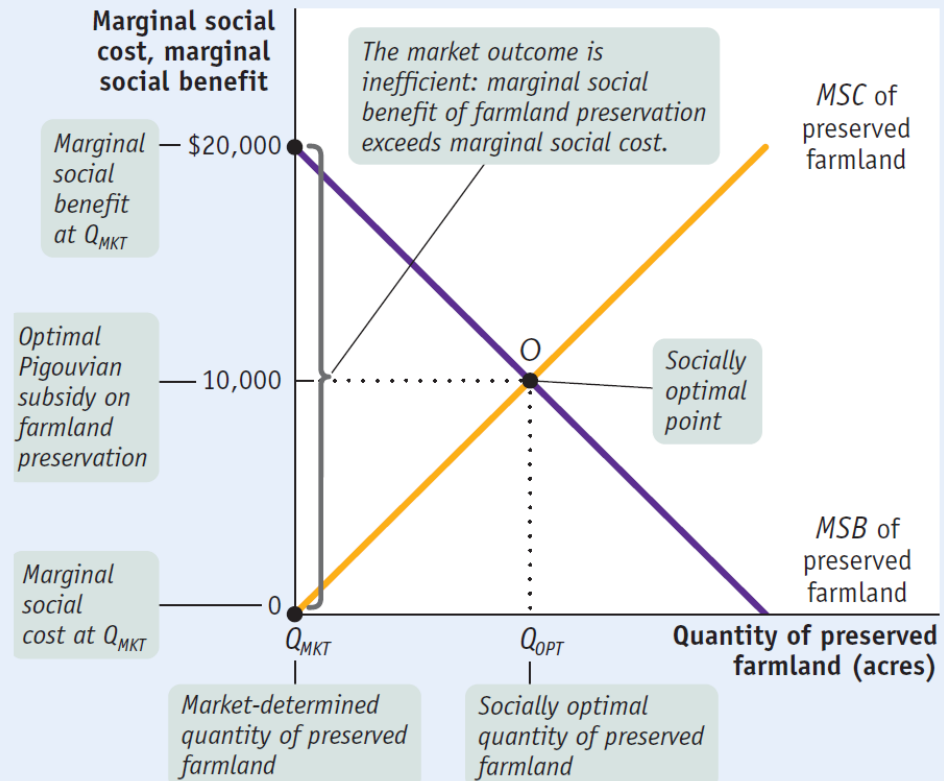 Marginal social
cost, marginal
social benefit
The market outcome is
inefficient: marginal social
benefit of farmland preservation
exceeds marginal social cost.
MSC of
preserved
farmland
Marginal
social
benefit
at QMKT
$20,000
Optimal
Pigouvian
subsidy on
farmland
preservation
10,000
O
Socially
optimal
point
MSB of
preserved
farmland
Marginal
social
cost at QMKT
0
QMKT
QOPT
Quantity of preserved
farmland (acres)
Market-determined
quantity of preserved
farmland
Socially optimal
quantity of preserved
farmland